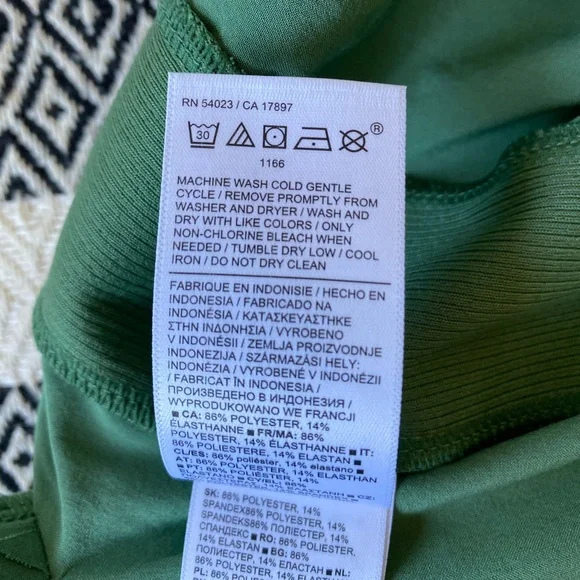 RN 54023 / CA 17897
30
®
1166
MACHINE WASH COLD GENTLE
CYCLE / REMOVE PROMPTLY FROM
WASHER AND DRYER / WASH AND
DRY WITH LIKE COLORS / ONLY
NON-CHLORINE BLEACH WHEN
NEEDED / TUMBLE DRY LOW / COOL
IRON / DO NOT DRY CLEAN
FABRIQUE EN INDONISIE / HECHO EN
INDONESIA / FABRICADO NA
INDONÉSIA / ΚΑΤΑΣΚΕΥΑΣΤΗΚΕ
ΣΤΗΝ ΙΝΔΟΝΗΣΙΑ / VYROBENO
V INDONÉSII / ZEMLJA PROIZVODNJE
INDONEZIJA / SZÁRMAZÁSI HELY:
INDONÉZIA / VYROBENÉ V INDONÉZII
/ FABRICAT ÎN INDONESIA /
ПРОИЗВЕДЕНО В ИНДОНЕЗИЯ /
WYPRODUKOWANO WE FRANCJI
CA: 86% POLYESTER, 14%
ÉLASTHANNE ■ FR/MA: 86%
POLYESTER, 14% ÉLASTHANNE ■ IT:
86% POLIESTERE, 14% ELASTAN ■
CUES: 86% poliéster, 14% elastano ■
AT: 86% POLYESTER, 14% ELASTHAN
■ PT: 86% POLIÉSTER, 14%
SK: 86% POLYESTER, 14%
SPANDEX86% POLYESTER, 14%
SPANDEKS86% ПОЛИЭСТЕР, 14%
СПАНДЕКС ■ RO: 86% POLIESTER,
14% ELASTAN ■ BG: 86%
ПОЛИЕСТЕР, 14% ЕЛАСТАН ■ NL: